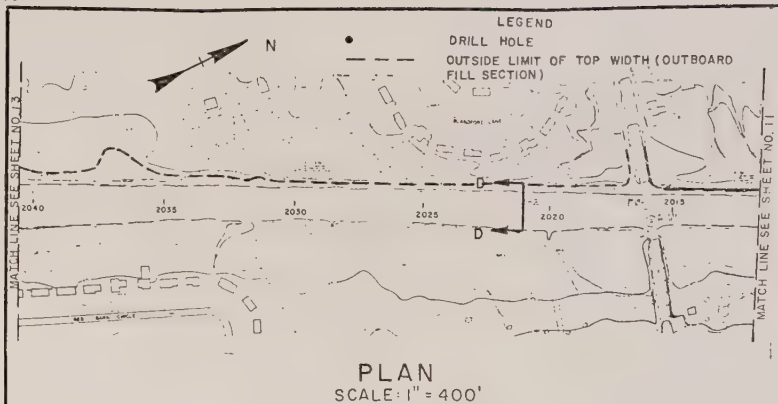 LEGEND
N
DRILL HOLE
OUTSIDE LIMIT OF TOP WIDTH (OUTBOARD
FILL SECTION)
MATCH LINE SEE SHEET NO. 13
MATCH LINE SEE SHEET NO. 11
D
2040
2035
2030
2025
2020
2015
D
CIRCLE
PLAN
SCALE: 1" = 400'